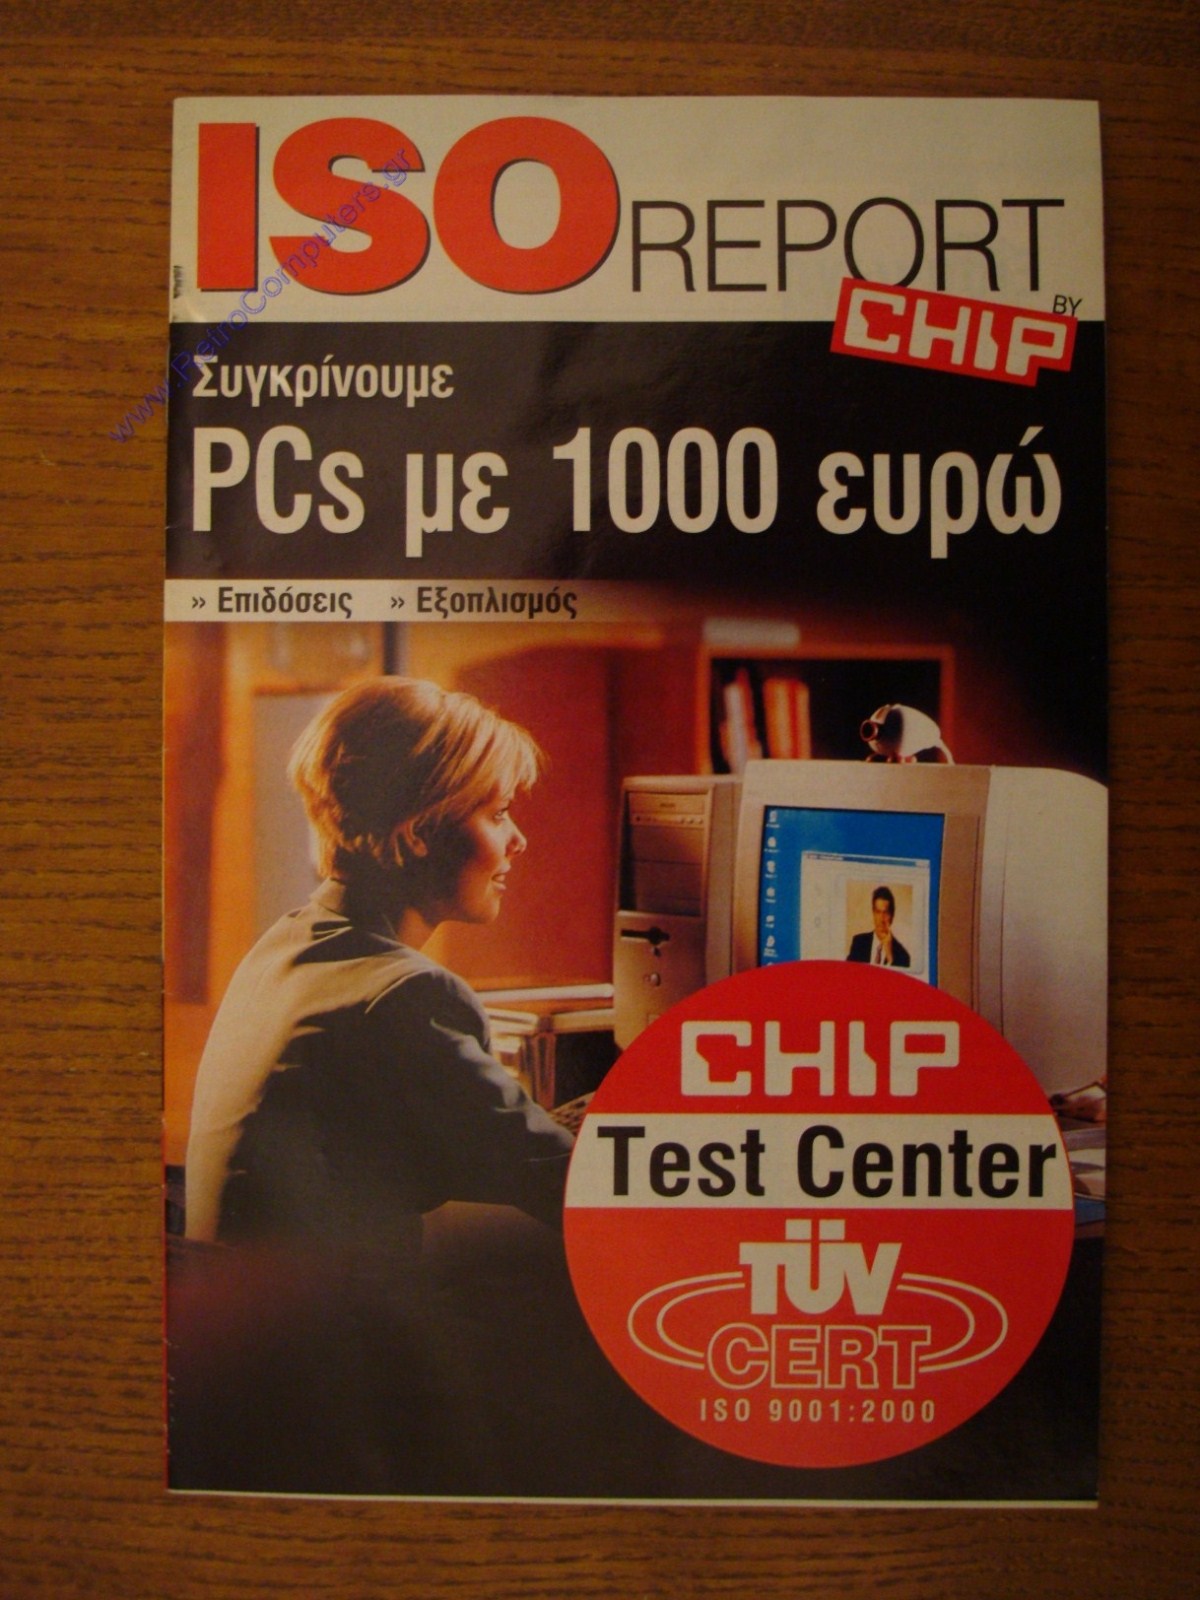 ISO REPORT
BY
CHIP
www.RetroComputers.gr
Συγκρίνουμε
PCs με 1000 ευρώ
» Επιδόσεις » Εξοπλισμός
CHIP
Test Center
TÜV
CERT
ISO 9001:2000